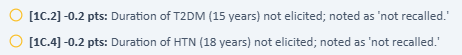 [1C.2] -0.2 pts: Duration of T2DM (15 years) not elicited; noted as 'not recalled.'
[1C.4] -0.2 pts: Duration of HTN (18 years) not elicited; noted as 'not recalled.'